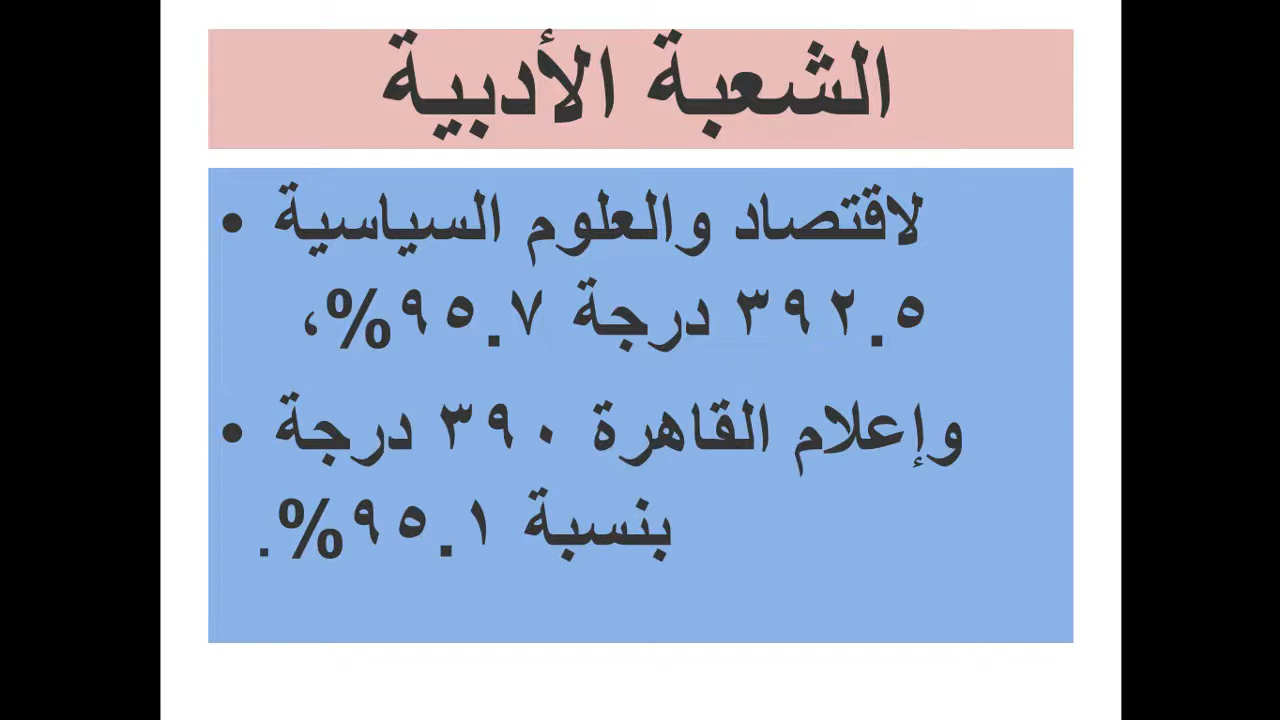 الشعبة الأدبية
• لاقتصاد والعلوم السياسية
٣٩٢.٥ درجة ٩٥.٧%،
• وإعلام القاهرة ٣٩٠ درجة
بنسبة ٩٥.١%.